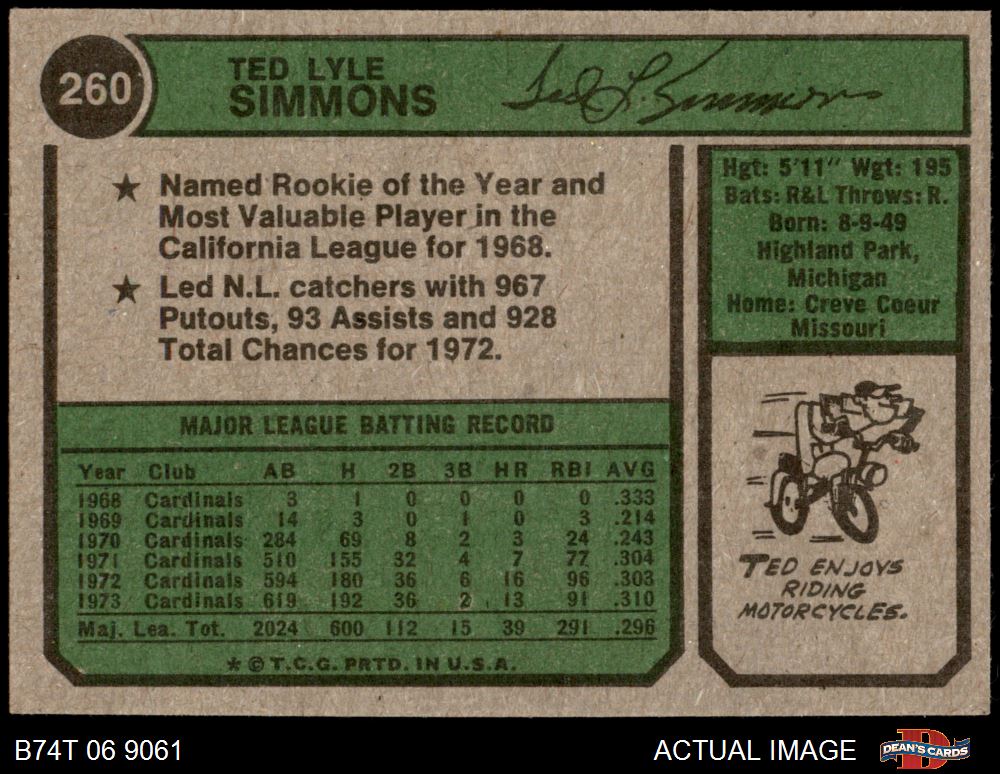 260
TED LYLE
SIMMONS
Ted L. Simmons
★ Named Rookie of the Year and
Most Valuable Player in the
California League for 1968.
★ Led N.L. catchers with 967
Putouts, 93 Assists and 928
Total Chances for 1972.
Hgt: 5'11" Wgt: 195
Bats: R&L Throws: R.
Born: 8-9-49
Highland Park,
Michigan
Home: Creve Coeur
Missouri
MAJOR LEAGUE BATTING RECORD
Year Club AB H 2B 3B HR RBI AVG
1968 Cardinals 3 1 0 0 0 0 .333
1969 Cardinals 14 3 0 1 0 3 .214
1970 Cardinals 284 69 8 2 3 24 .243
1971 Cardinals 510 155 32 4 7 77 .304
1972 Cardinals 594 180 36 6 16 96 .303
1973 Cardinals 619 192 36 2 13 91 .310
Maj. Lea. Tot. 2024 600 112 15 39 291 .296
* © T.C.G. PRTD. IN U.S.A.
TED ENJOYS
RIDING
MOTORCYCLES.
B74T 06 9061
ACTUAL IMAGE
DEAN'S CARDS